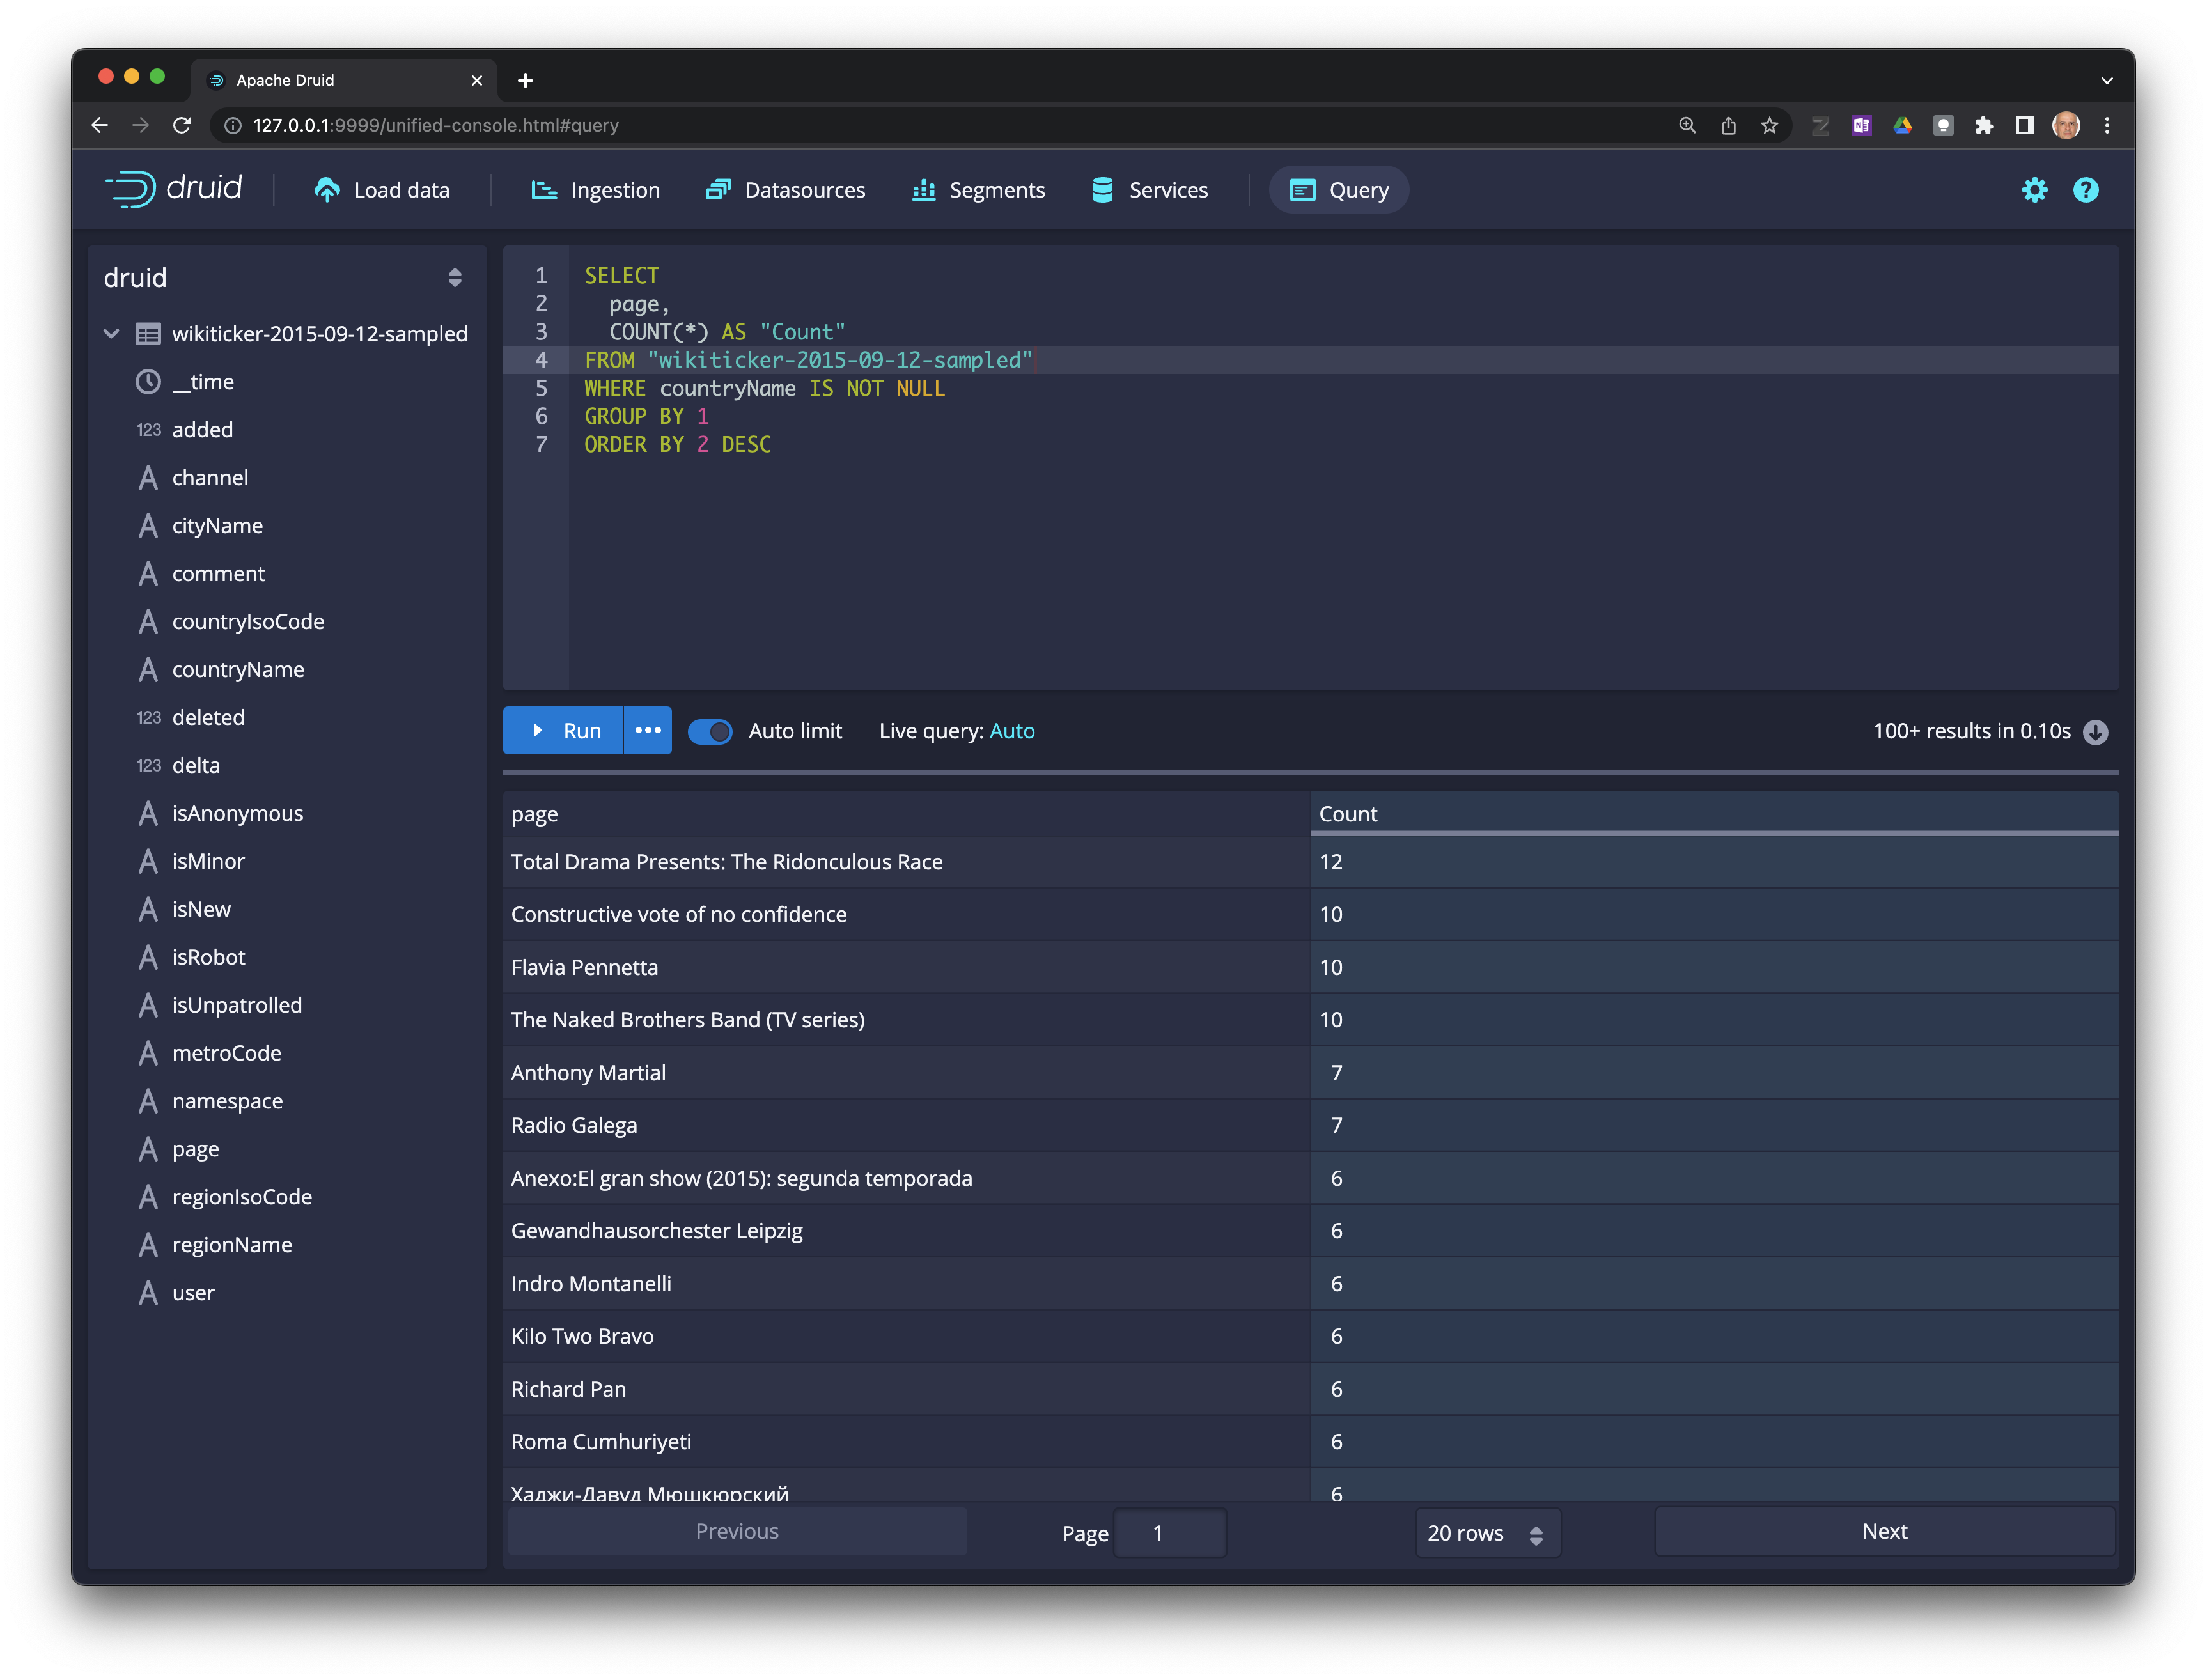 Apache Druid
127.0.0.1:9999/unified-console.html#query
druid
Load data
Ingestion
Datasources
Segments
Services
Query
druid
wikiticker-2015-09-12-sampled
__time
123 added
A channel
A cityName
A comment
A countryIsoCode
A countryName
123 deleted
123 delta
A isAnonymous
A isMinor
A isNew
A isRobot
A isUnpatrolled
A metroCode
A namespace
A page
A regionIsoCode
A regionName
A user
1 SELECT
2 page,
3 COUNT(*) AS "Count"
4 FROM "wikiticker-2015-09-12-sampled"
5 WHERE countryName IS NOT NULL
6 GROUP BY 1
7 ORDER BY 2 DESC
Run
Auto limit
Live query: Auto
100+ results in 0.10s
page Count
Total Drama Presents: The Ridonculous Race 12
Constructive vote of no confidence 10
Flavia Pennetta 10
The Naked Brothers Band (TV series) 10
Anthony Martial 7
Radio Galega 7
Anexo:El gran show (2015): segunda temporada 6
Gewandhausorchester Leipzig 6
Indro Montanelli 6
Kilo Two Bravo 6
Richard Pan 6
Roma Cumhuriyeti 6
Хаджи-Давуд Мюшкюрский 6
Previous
Page 1
20 rows
Next